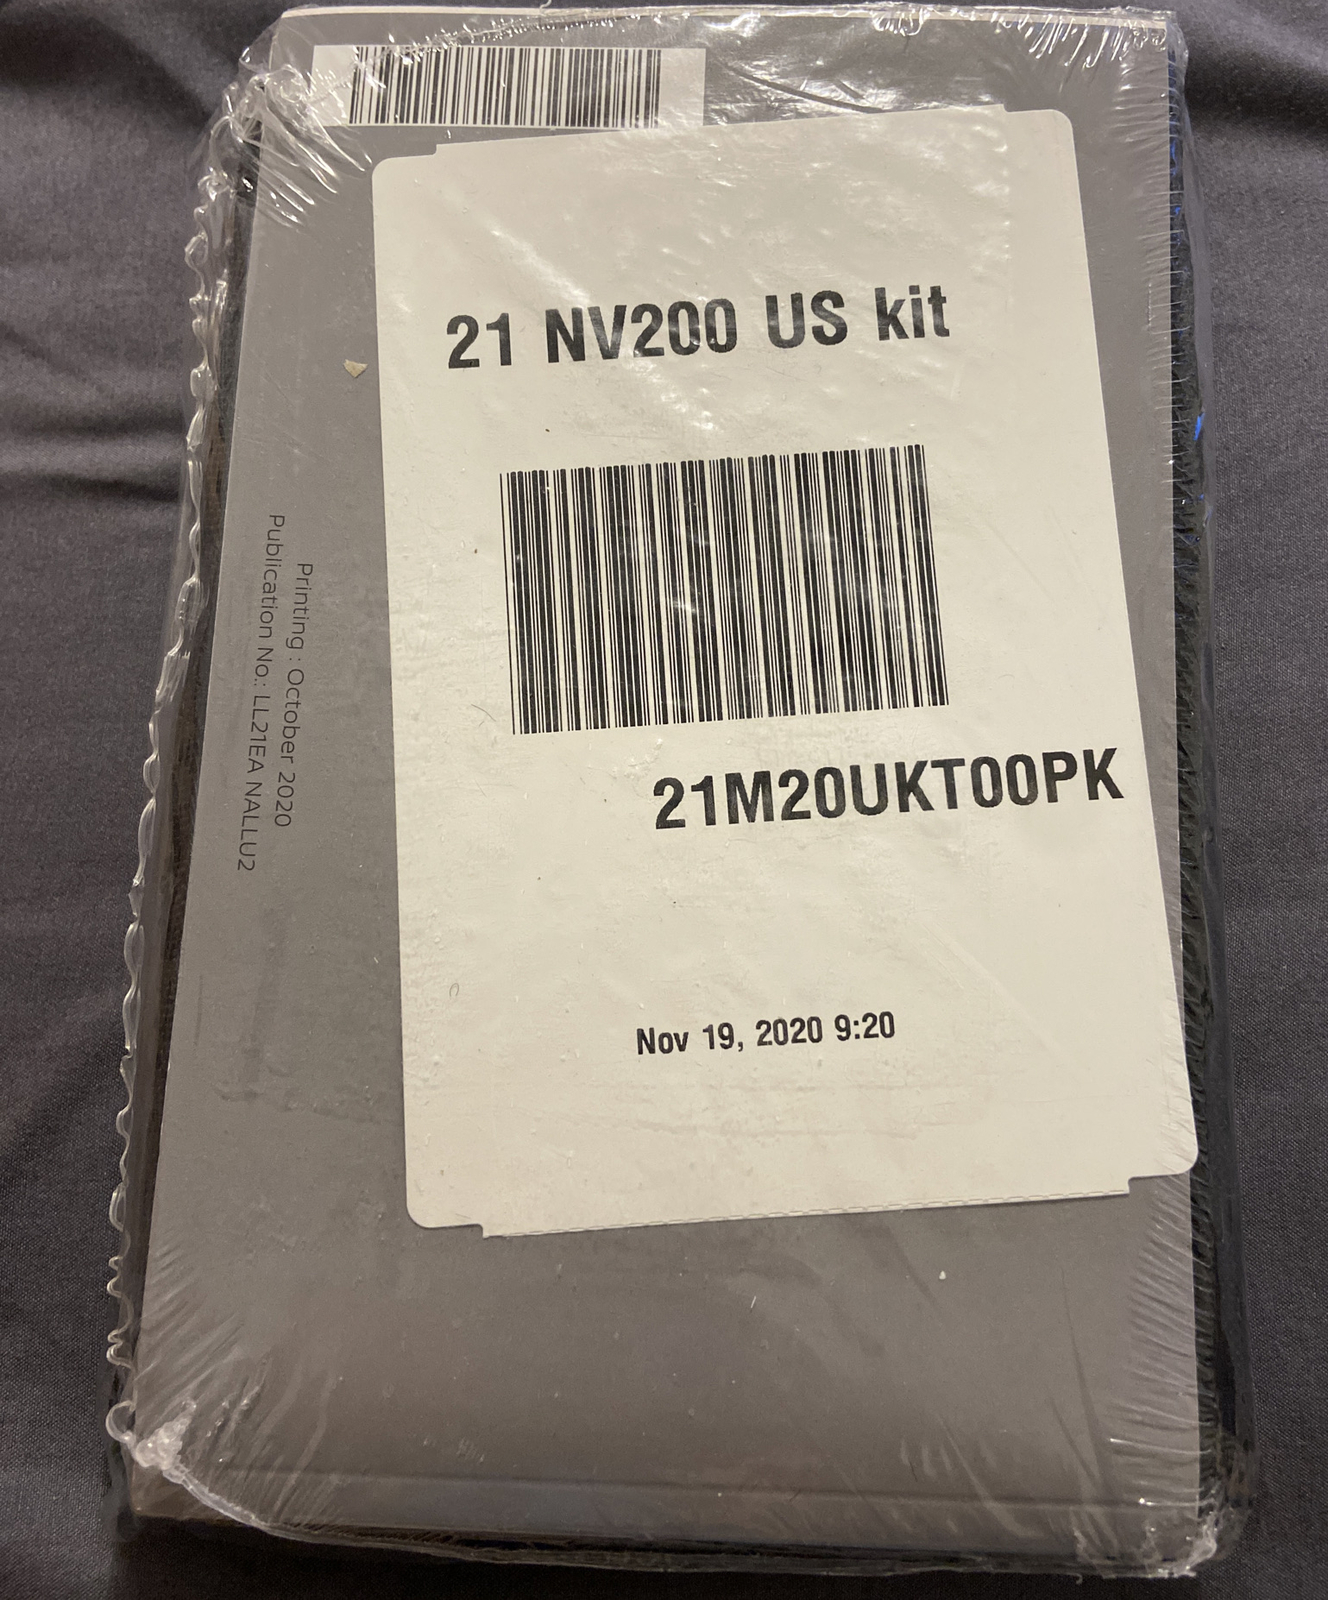 21 NV200 US kit
21M20UKT00PK
Nov 19, 2020 9:20
Printing : October 2020
Publication No.: LL21EA NALLU2